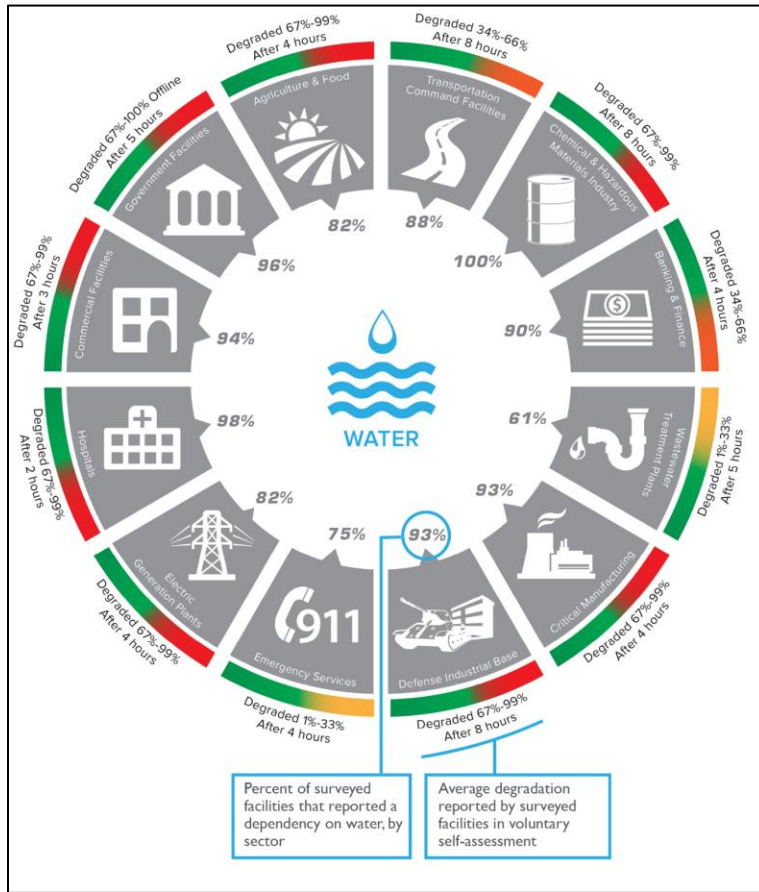 Degraded 67%-99%
After 4 hours
Agriculture & Food
82%
Degraded 34%-66%
After 8 hours
Transportation
Command Facilities
88%
Degraded 67%-99%
After 8 hours
Chemical & Hazardous
Materials Industry
100%
Degraded 34%-66%
After 4 hours
Banking & Finance
$
90%
Degraded 1%-33%
After 5 hours
Wastewater
Treatment Plants
61%
Degraded 67%-99%
After 4 hours
Critical Manufacturing
93%
Degraded 67%-99%
After 8 hours
Defense Industrial Base
93%
Degraded 1%-33%
After 4 hours
Emergency Services
911
75%
Degraded 67%-99%
After 4 hours
Electric
Generation Plants
82%
Degraded 67%-99%
After 2 hours
Hospitals
98%
Degraded 67%-99%
After 3 hours
Commercial Facilities
94%
Degraded 67%-100% Offline
After 5 hours
Government Facilities
96%
WATER
Percent of surveyed
facilities that reported a
dependency on water, by
sector
Average degradation
reported by surveyed
facilities in voluntary
self-assessment